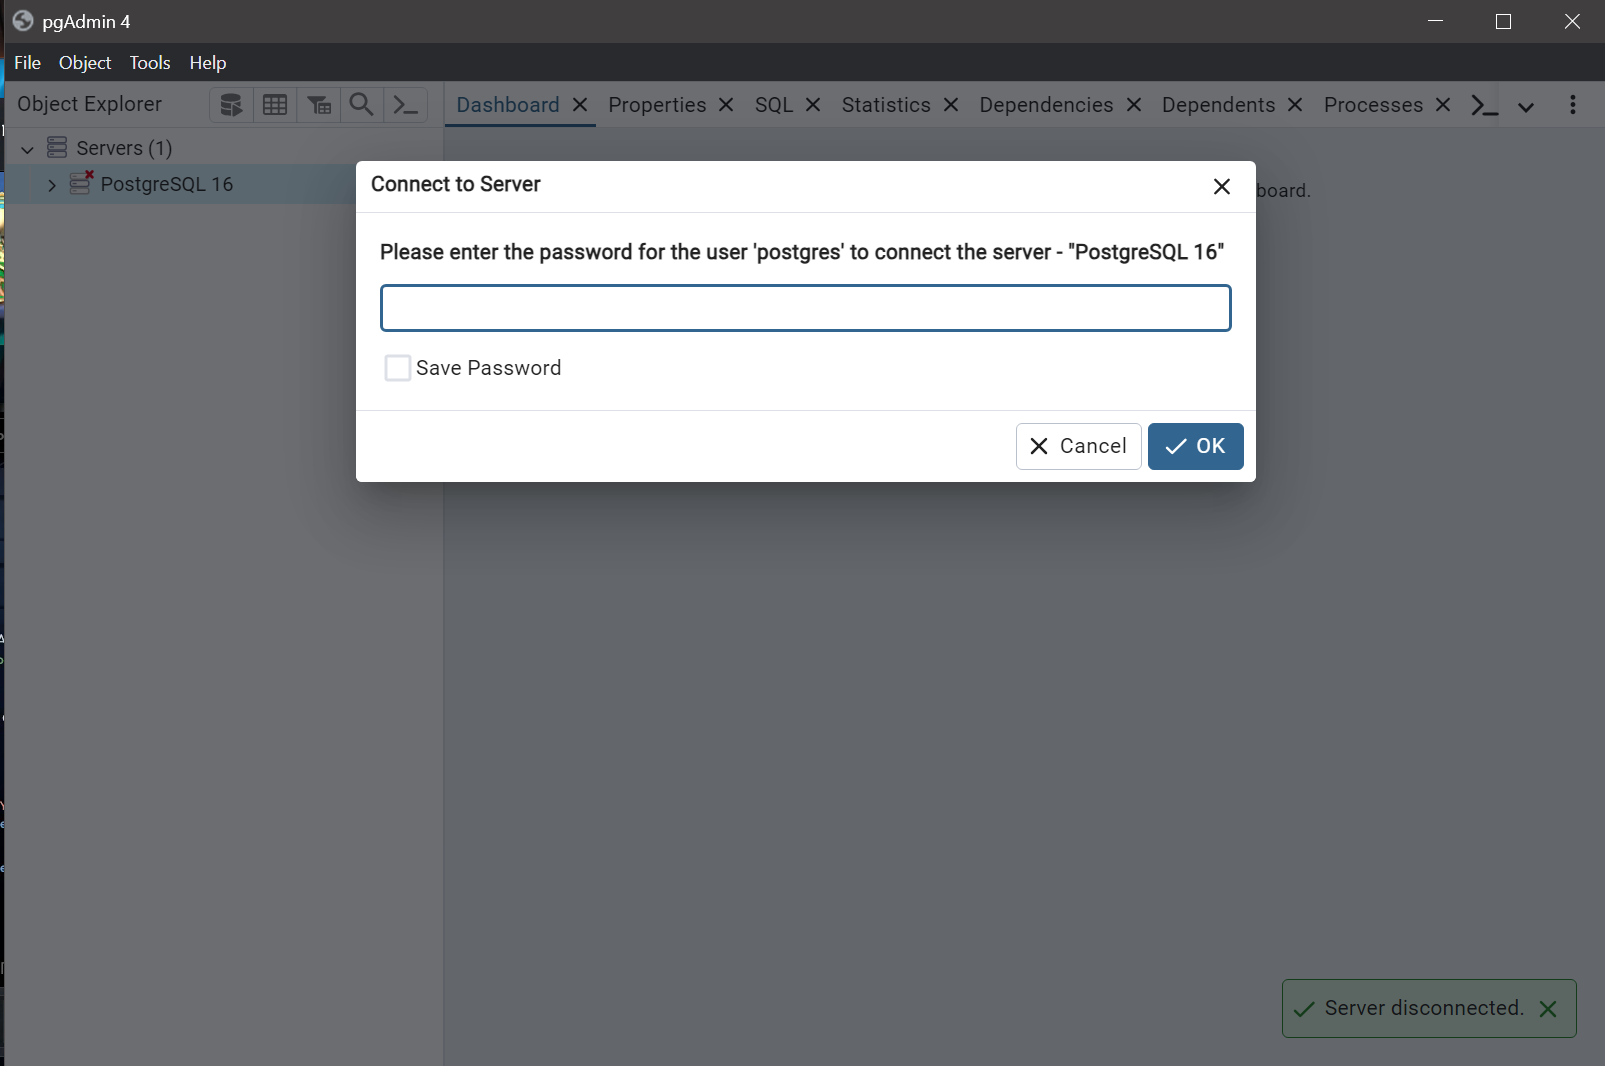 pgAdmin 4
File Object Tools Help
Object Explorer
Dashboard Properties SQL Statistics Dependencies Dependents Processes
Servers (1)
PostgreSQL 16
board.
Connect to Server
Please enter the password for the user 'postgres' to connect the server - "PostgreSQL 16"
Save Password
Cancel OK
Server disconnected.